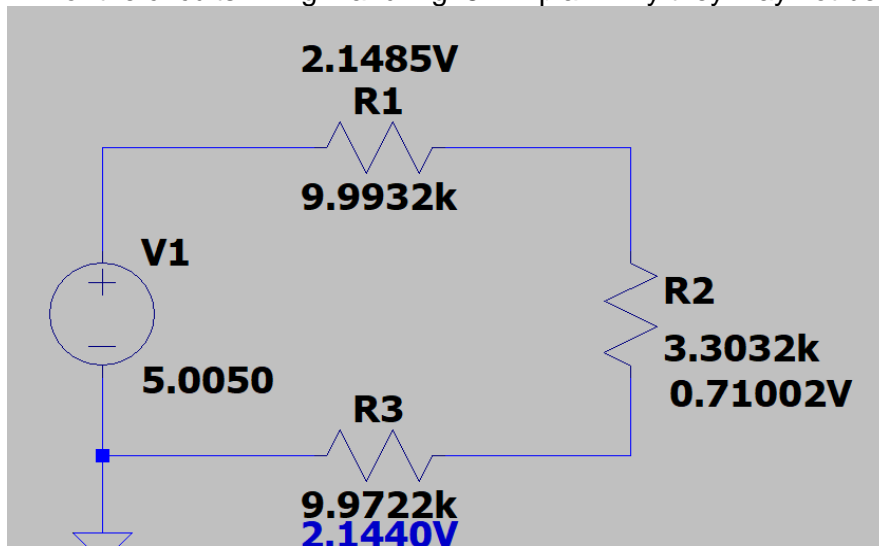 2.1485V
R1
9.9932k
V1
+
−
5.0050
R2
3.3032k
0.71002V
R3
9.9722k
2.1440V